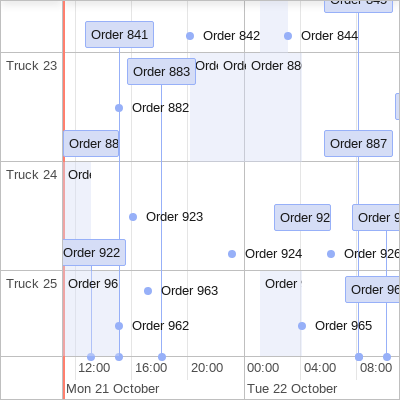 Order 841
Order 842
Order 844
Truck 23
Order 883
Order 882
Order 887
Truck 24
Order 923
Order 922
Order 924
Truck 25
Order 963
Order 962
Order 965
12:00 16:00 20:00 00:00 04:00 08:00
Mon 21 October Tue 22 October